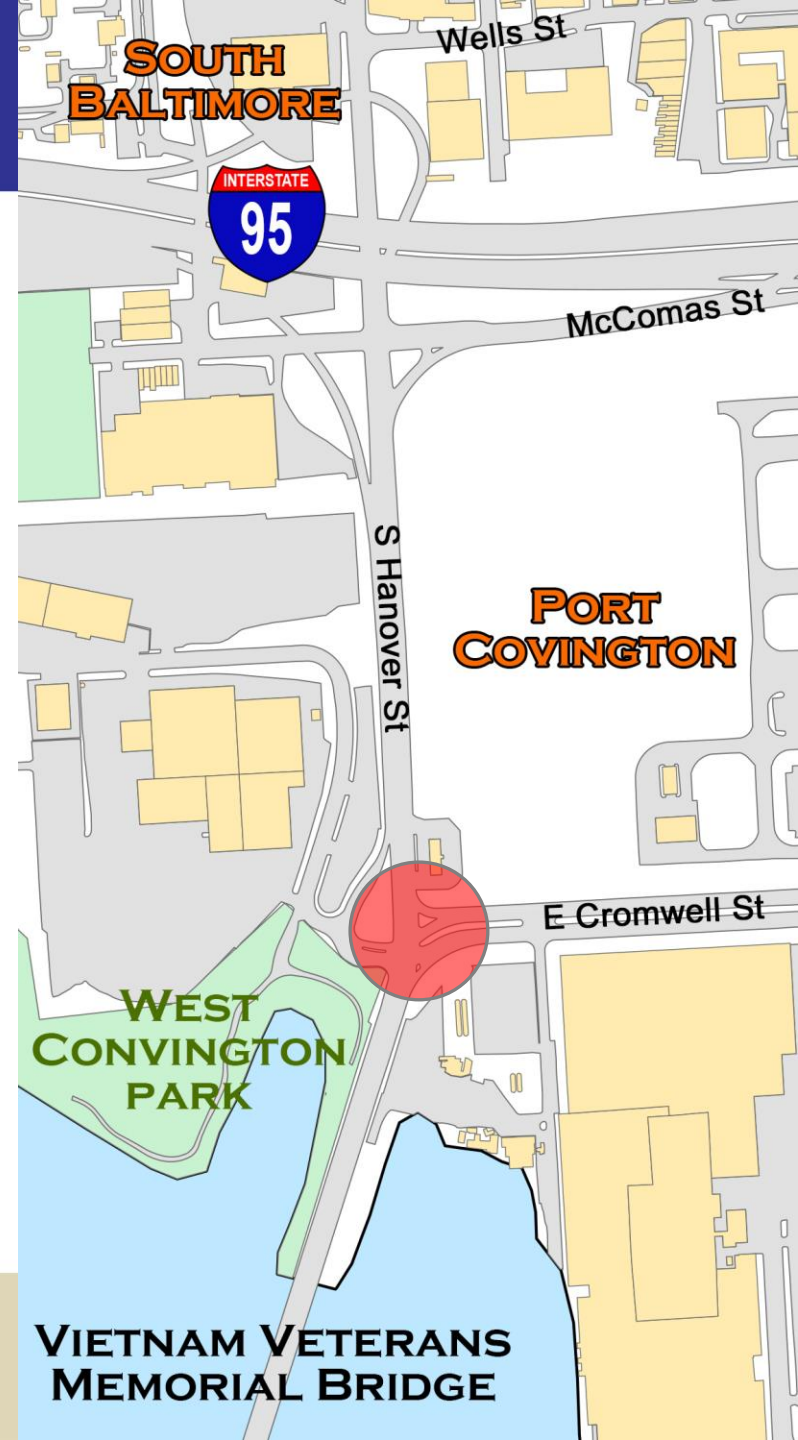 Wells St
SOUTH
BALTIMORE
INTERSTATE
95
McComas St
S Hanover St
PORT
COVINGTON
E Cromwell St
WEST
CONVINGTON
PARK
VIETNAM VETERANS
MEMORIAL BRIDGE